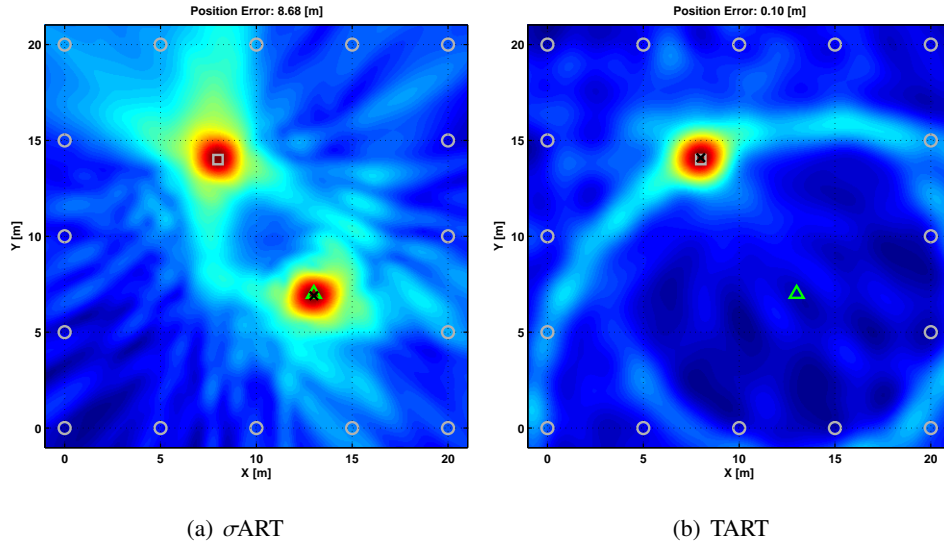 Position Error: 8.68 [m]
20
15
10
5
0
Y [m]
0 5 10 15 20
X [m]
(a) σART
Position Error: 0.10 [m]
20
15
10
5
0
Y [m]
0 5 10 15 20
X [m]
(b) TART